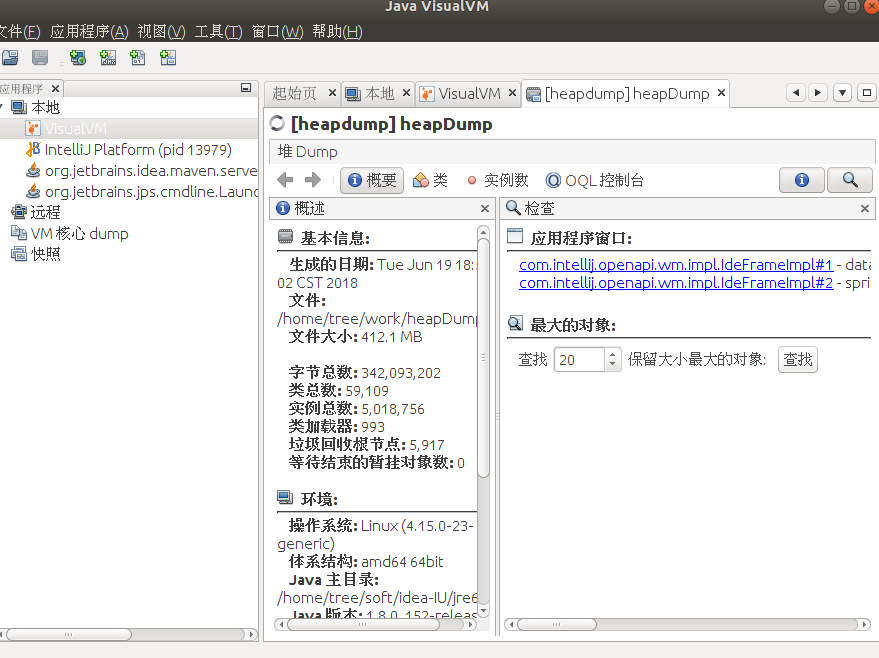 Java VisualVM
文件(F) 应用程序(A) 视图(V) 工具(T) 窗口(W) 帮助(H)
应用程序
本地
VisualVM
IntelliJ Platform (pid 13979)
org.jetbrains.idea.maven.serve
org.jetbrains.jps.cmdline.Laun
远程
VM 核心 dump
快照
起始页 本地 VisualVM [heapdump] heapDump
[heapdump] heapDump
堆 Dump
概要 类 实例数 OQL 控制台
概述
基本信息:
生成的日期: Tue Jun 19 18:
02 CST 2018
文件:
/home/tree/work/heapDump
文件大小: 412.1 MB
字节总数: 342,093,202
类总数: 59,109
实例总数: 5,018,756
类加载器: 993
垃圾回收根节点: 5,917
等待结束的暂挂对象数: 0
环境:
操作系统: Linux (4.15.0-23-
generic)
体系结构: amd64 64bit
Java 主目录:
/home/tree/soft/idea-IU/jre6
Java 版本: 1.8.0_152-releas
检查
应用程序窗口:
com.intellij.openapi.wm.impl.IdeFrameImpl#1 - data
com.intellij.openapi.wm.impl.IdeFrameImpl#2 - spri
最大的对象:
查找 20 保留大小最大的对象: 查找